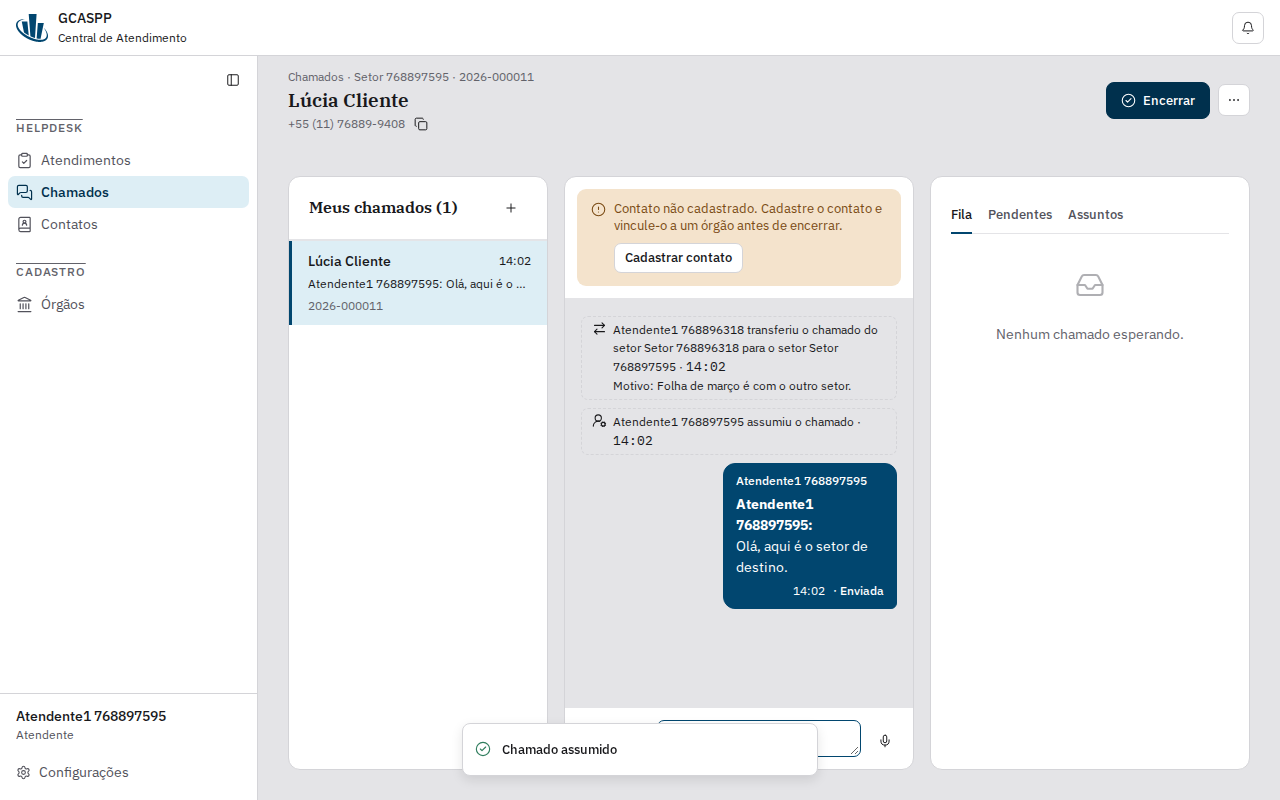 GCASPP
Central de Atendimento
HELPDESK
Atendimentos
Chamados
Contatos
CADASTRO
Órgãos
Atendente1 768897595
Atendente
Configurações
Chamados · Setor 768897595 · 2026-000011
Lúcia Cliente
+55 (11) 76889-9408
Encerrar
Meus chamados (1)
Lúcia Cliente 14:02
Atendente1 768897595: Olá, aqui é o ...
2026-000011
Contato não cadastrado. Cadastre o contato e
vincule-o a um órgão antes de encerrar.
Cadastrar contato
Atendente1 768896318 transferiu o chamado do
setor Setor 768896318 para o setor Setor
768897595 · 14:02
Motivo: Folha de março é com o outro setor.
Atendente1 768897595 assumiu o chamado ·
14:02
Atendente1 768897595
Atendente1
768897595:
Olá, aqui é o setor de
destino.
14:02 · Enviada
Chamado assumido
Fila Pendentes Assuntos
Nenhum chamado esperando.